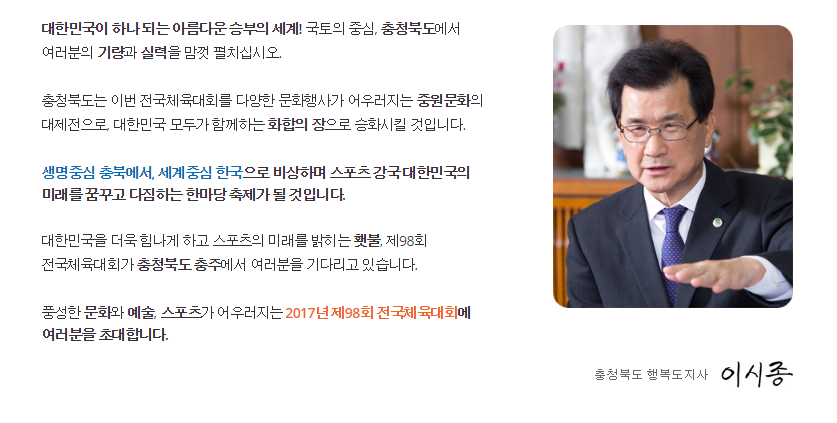 대한민국이 하나 되는 아름다운 승부의 세계! 국토의 중심, 충청북도에서
여러분의 기량과 실력을 맘껏 펼치십시오.
충청북도는 이번 전국체육대회를 다양한 문화행사가 어우러지는 중원문화의
대제전으로, 대한민국 모두가 함께하는 화합의 장으로 승화시킬 것입니다.
생명중심 충북에서, 세계중심 한국으로 비상하며 스포츠 강국 대한민국의
미래를 꿈꾸고 다짐하는 한마당 축제가 될 것입니다.
대한민국을 더욱 힘나게 하고 스포츠의 미래를 밝히는 횃불, 제98회
전국체육대회가 충청북도 충주에서 여러분을 기다리고 있습니다.
풍성한 문화와 예술, 스포츠가 어우러지는 2017년 제98회 전국체육대회에
여러분을 초대합니다.
충청북도 행복도지사 이시종